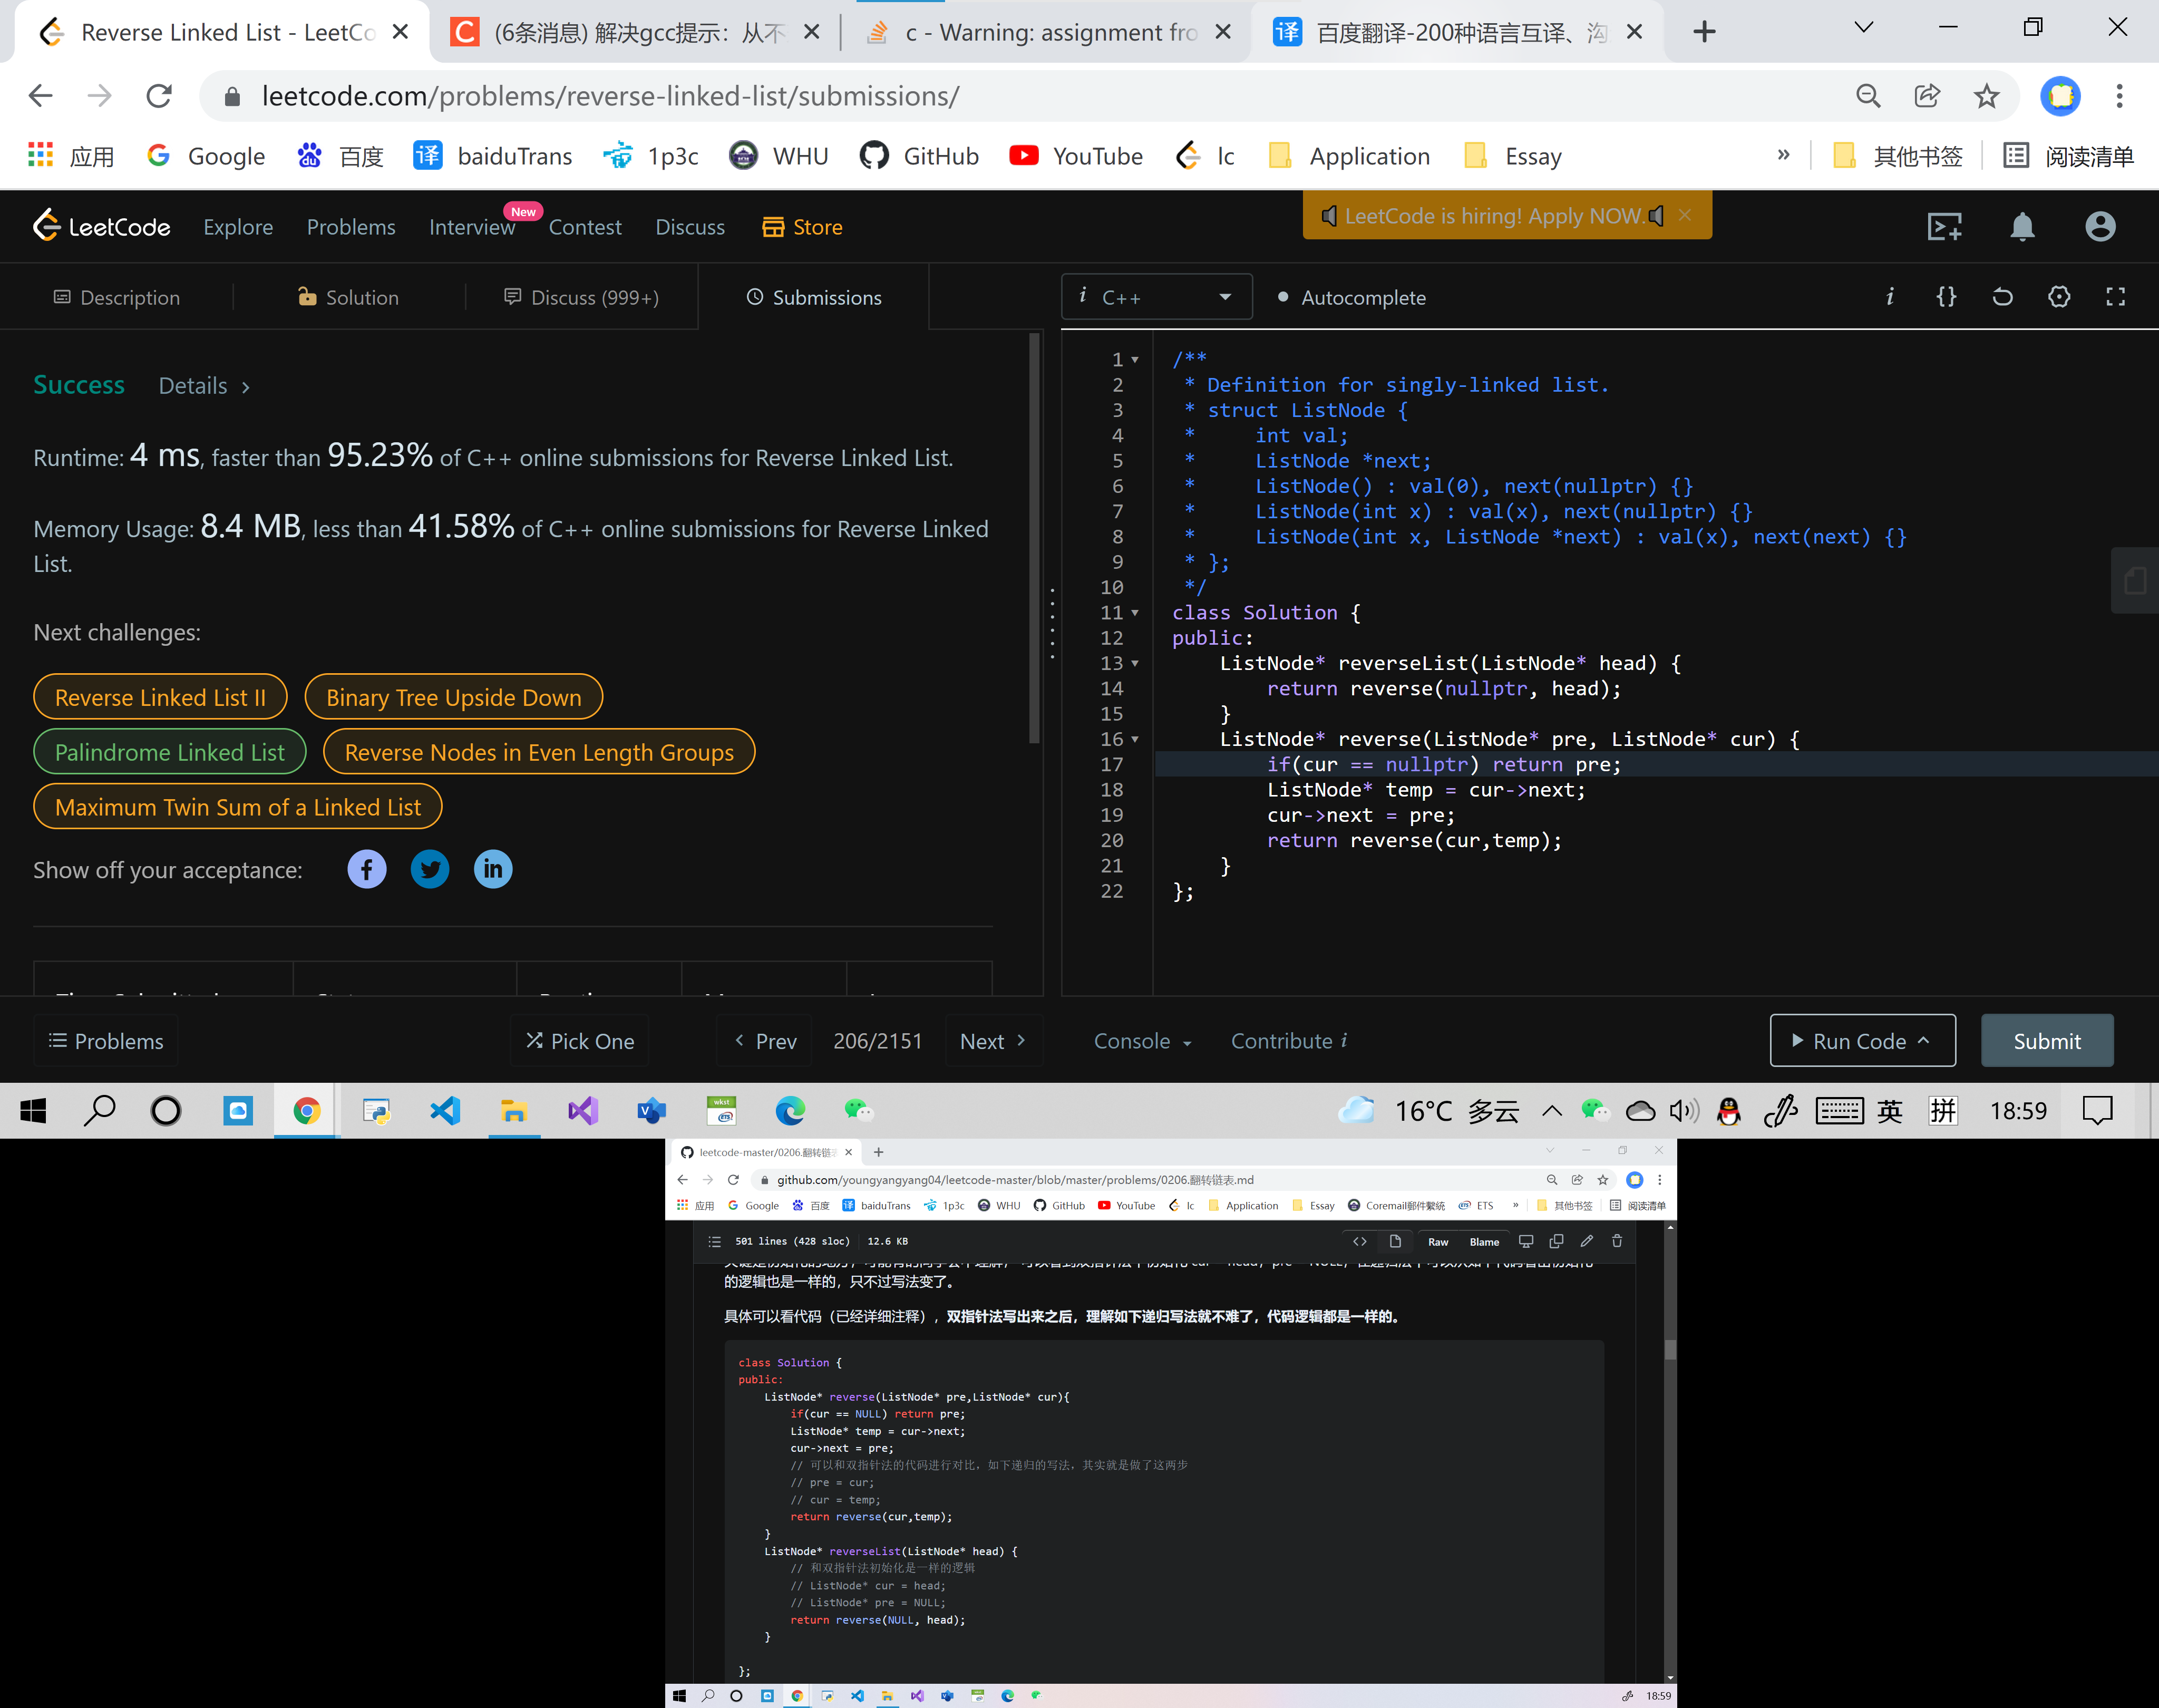 Reverse Linked List - LeetCo
(6条消息) 解决gcc提示：从不
c - Warning: assignment fro
百度翻译-200种语言互译、沟
leetcode.com/problems/reverse-linked-list/submissions/
应用 Google 百度 baiduTrans 1p3c WHU GitHub YouTube lc Application Essay » 其他书签 阅读清单
LeetCode Explore Problems Interview New Contest Discuss Store
LeetCode is hiring! Apply NOW.
Description Solution Discuss (999+) Submissions
i C++ Autocomplete
Success Details >
Runtime: 4 ms, faster than 95.23% of C++ online submissions for Reverse Linked List.
Memory Usage: 8.4 MB, less than 41.58% of C++ online submissions for Reverse Linked
List.
Next challenges:
Reverse Linked List II Binary Tree Upside Down
Palindrome Linked List Reverse Nodes in Even Length Groups
Maximum Twin Sum of a Linked List
Show off your acceptance:
1 /**
2 * Definition for singly-linked list.
3 * struct ListNode {
4 *     int val;
5 *     ListNode *next;
6 *     ListNode() : val(0), next(nullptr) {}
7 *     ListNode(int x) : val(x), next(nullptr) {}
8 *     ListNode(int x, ListNode *next) : val(x), next(next) {}
9 * };
10 */
11 class Solution {
12 public:
13     ListNode* reverseList(ListNode* head) {
14         return reverse(nullptr, head);
15     }
16     ListNode* reverse(ListNode* pre, ListNode* cur) {
17         if(cur == nullptr) return pre;
18         ListNode* temp = cur->next;
19         cur->next = pre;
20         return reverse(cur,temp);
21     }
22 };
Problems Pick One Prev 206/2151 Next Console Contribute i Run Code Submit
16°C 多云 英 拼 18:59
leetcode-master/0206.翻转链表
github.com/youngyangyang04/leetcode-master/blob/master/problems/0206.翻转链表.md
应用 Google 百度 baiduTrans 1p3c WHU GitHub YouTube lc Application Essay Coremail郵件繫統 ETS » 其他书签 阅读清单
501 lines (428 sloc) 12.6 KB Raw Blame
的逻辑也是一样的，只不过写法变了。
具体可以看代码（已经详细注释），双指针法写出来之后，理解如下递归写法就不难了，代码逻辑都是一样的。
class Solution {
public:
    ListNode* reverse(ListNode* pre,ListNode* cur){
        if(cur == NULL) return pre;
        ListNode* temp = cur->next;
        cur->next = pre;
        // 可以和双指针法的代码进行对比，如下递归的写法，其实就是做了这两步
        // pre = cur;
        // cur = temp;
        return reverse(cur,temp);
    }
    ListNode* reverseList(ListNode* head) {
        // 和双指针法初始化是一样的逻辑
        // ListNode* cur = head;
        // ListNode* pre = NULL;
        return reverse(NULL, head);
    }
};
18:59